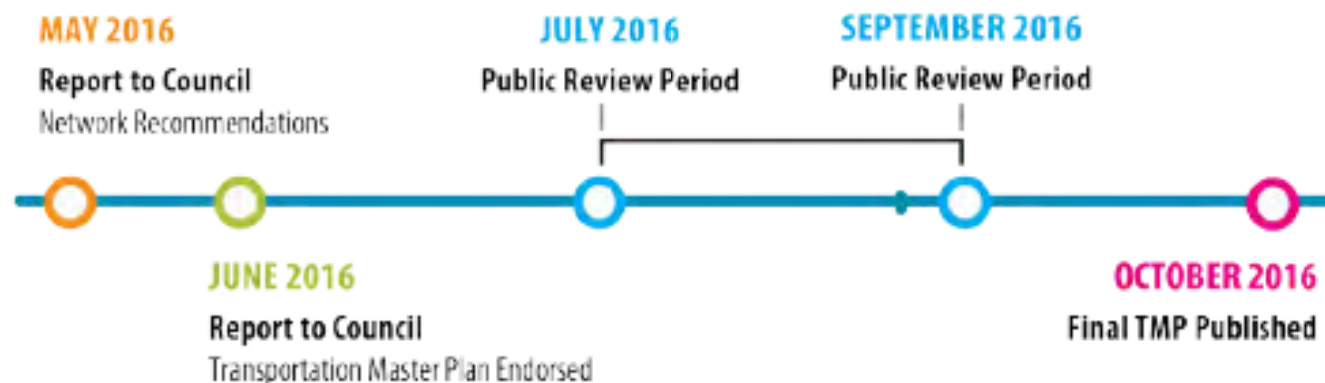 MAY 2016
Report to Council
Network Recommendations
JULY 2016
Public Review Period
SEPTEMBER 2016
Public Review Period
JUNE 2016
Report to Council
Transportation Master Plan Endorsed
OCTOBER 2016
Final TMP Published